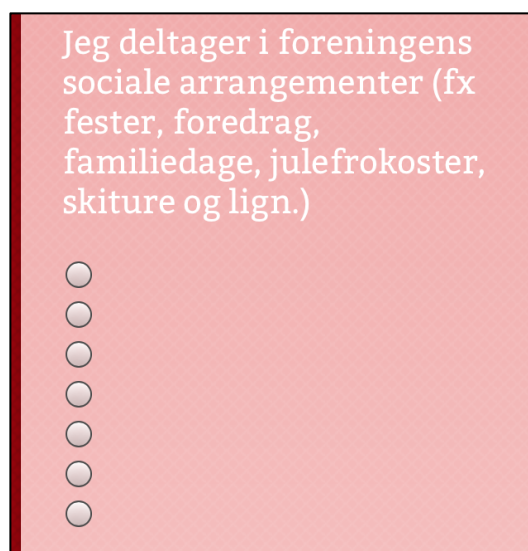 Jeg deltager i foreningens
sociale arrangementer (fx
fester, foredrag,
familiedage, julefrokoster,
skiture og lign.)